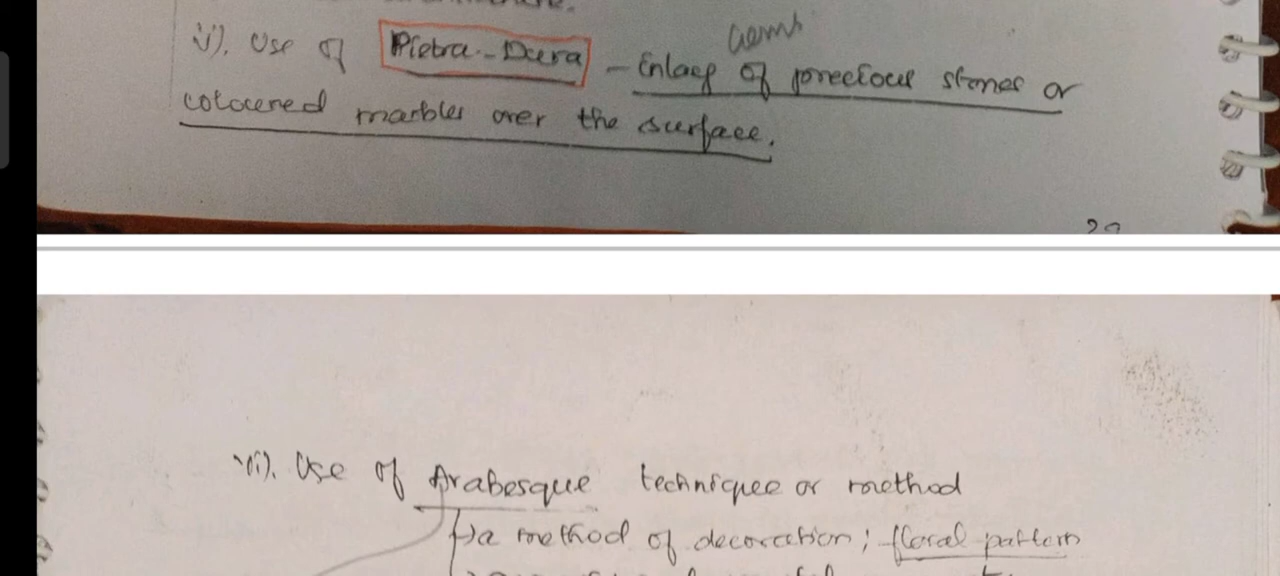 v). Use of Pietra-Dura - Enlay of precious stones or
Gems
coloured marbles over the surface.
vi). Use of Arabesque technique or method
a method of decoration; floral pattern